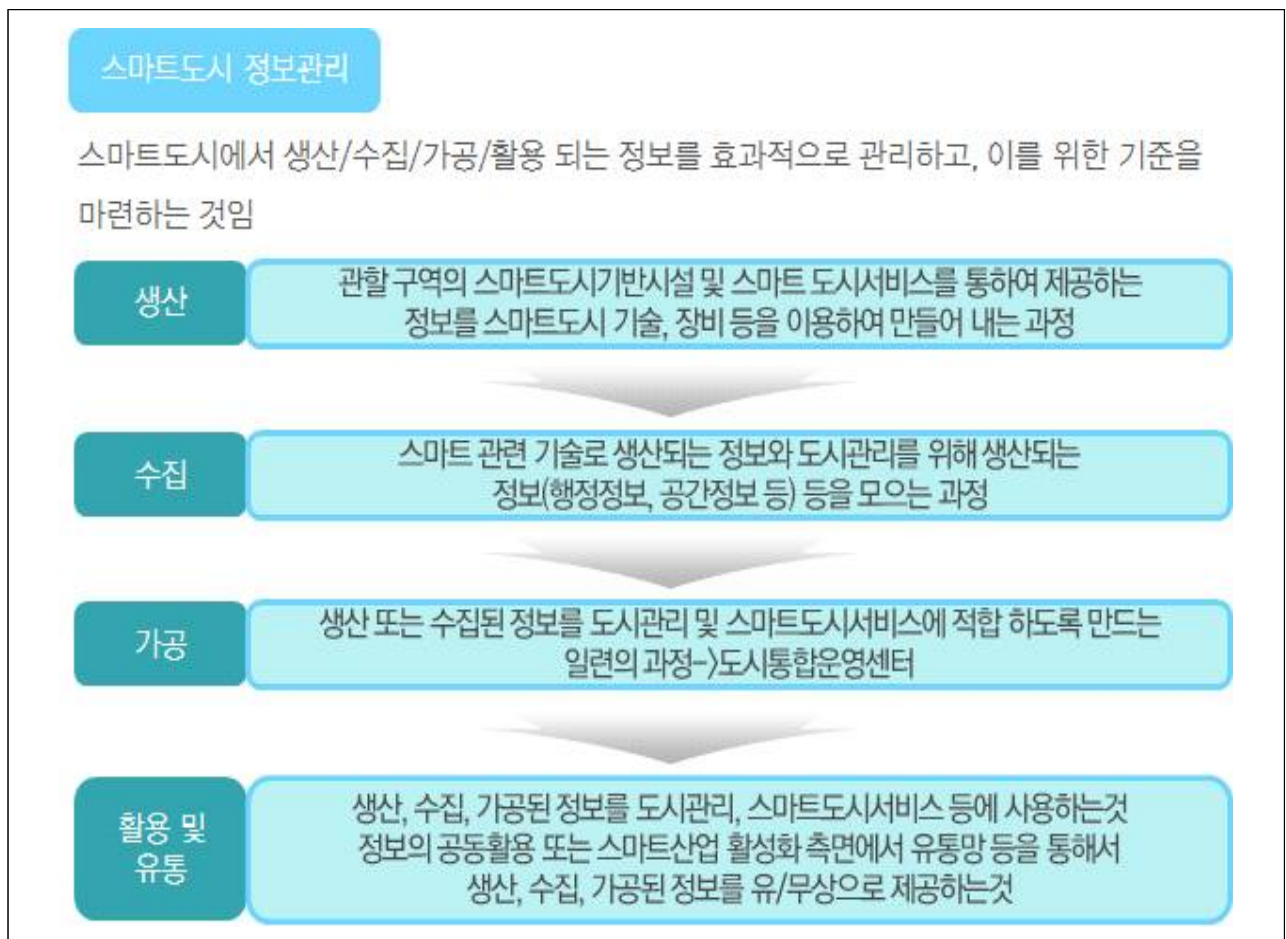 스마트도시 정보관리
스마트도시에서 생산/수집/가공/활용 되는 정보를 효과적으로 관리하고, 이를 위한 기준을
마련하는 것임
생산
관할 구역의 스마트도시기반시설 및 스마트 도시서비스를 통하여 제공하는
정보를 스마트도시 기술, 장비 등을 이용하여 만들어 내는 과정
수집
스마트 관련 기술로 생산되는 정보와 도시관리를 위해 생산되는
정보(행정정보, 공간정보 등) 등을 모으는 과정
가공
생산 또는 수집된 정보를 도시관리 및 스마트도시서비스에 적합 하도록 만드는
일련의 과정->도시통합운영센터
활용 및
유통
생산, 수집, 가공된 정보를 도시관리, 스마트도시서비스 등에 사용하는것
정보의 공동활용 또는 스마트산업 활성화 측면에서 유통망 등을 통해서
생산, 수집, 가공된 정보를 유/무상으로 제공하는것